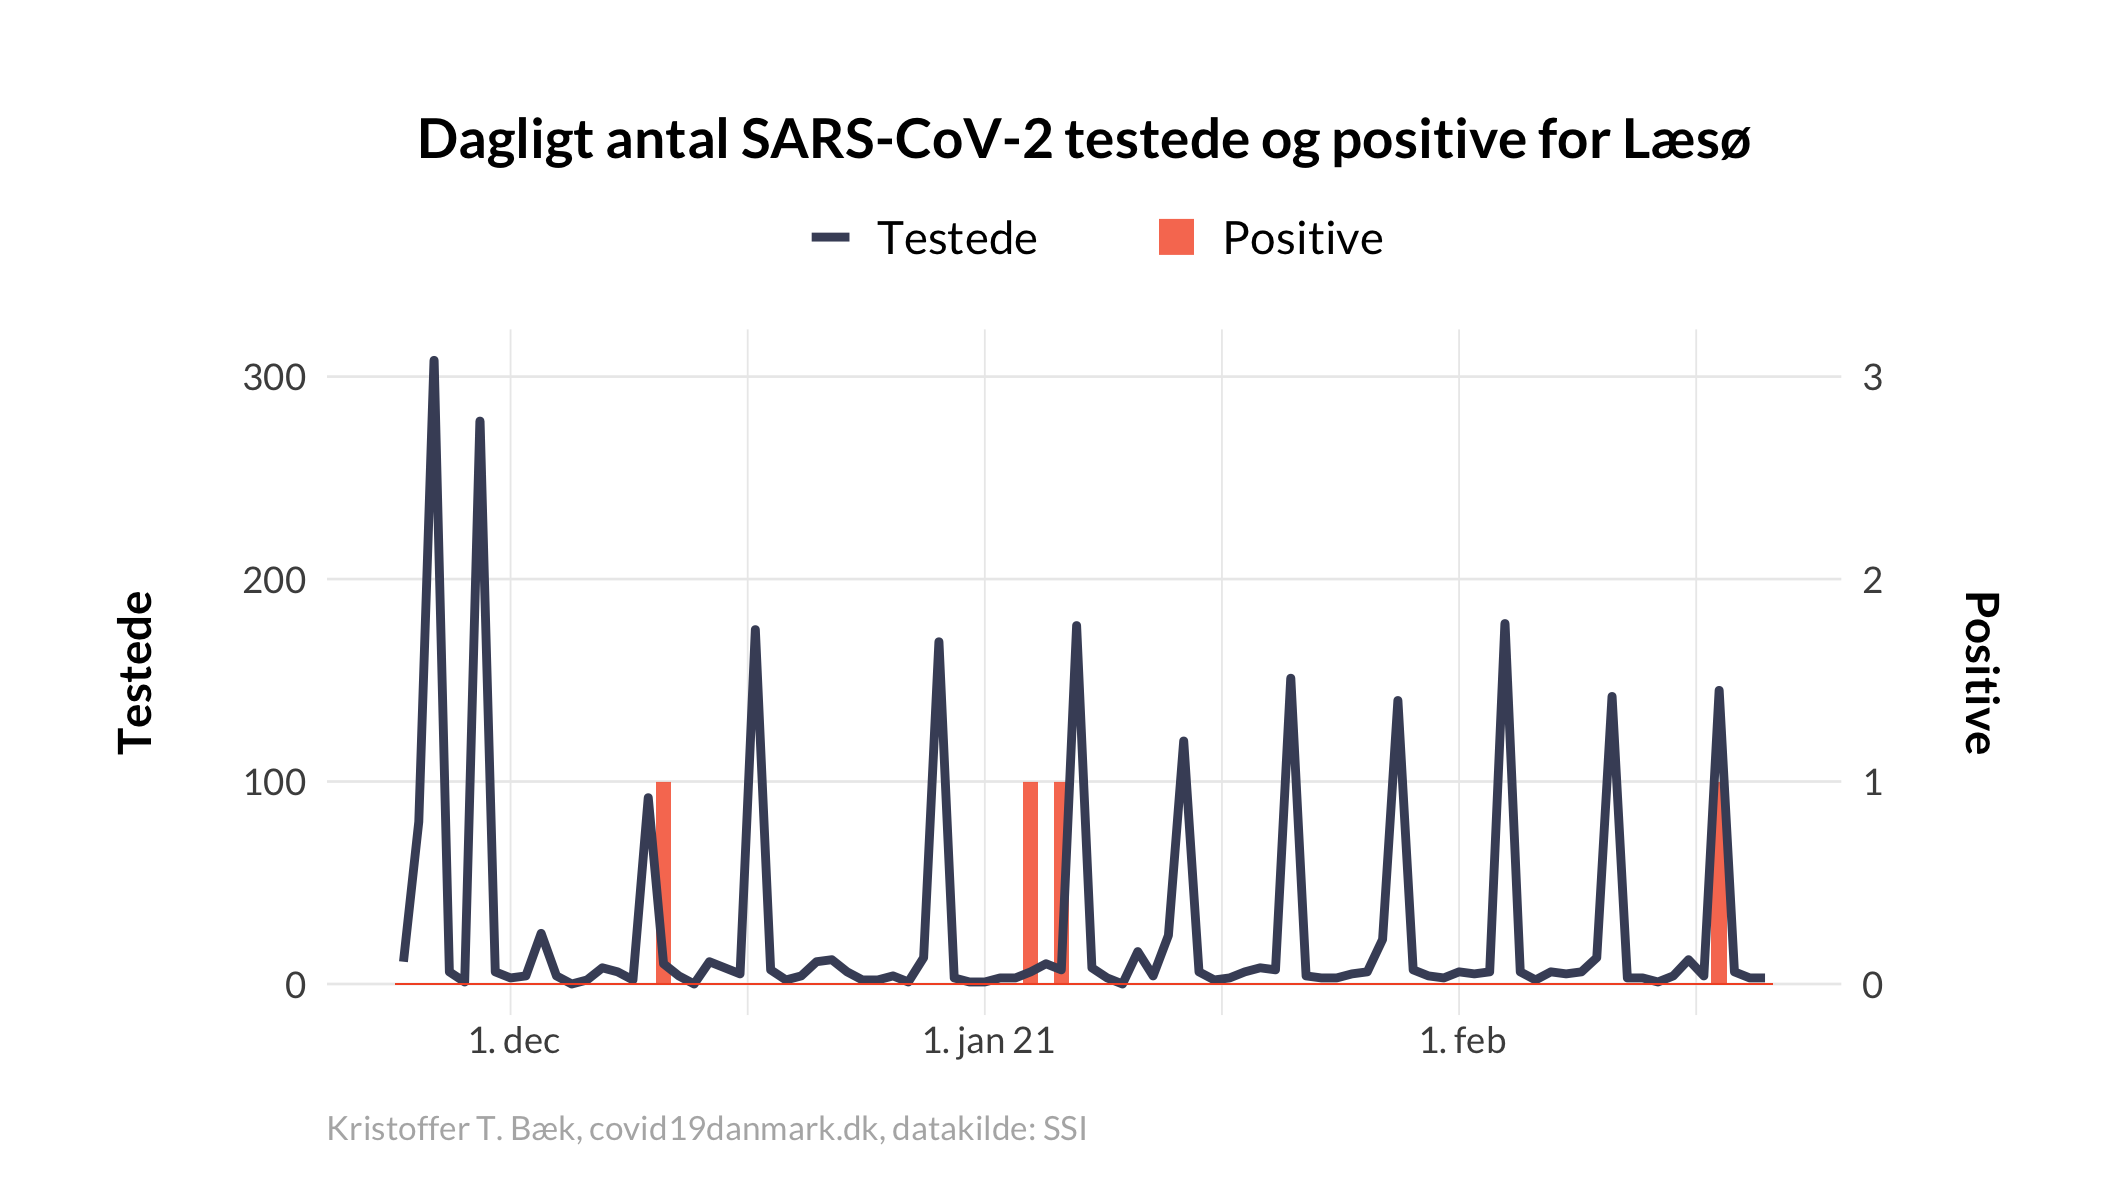 Dagligt antal SARS-CoV-2 testede og positive for Læsø
Testede Positive
300 3
200 2
100 1
0 0
Testede
Positive
1. dec 1. jan 21 1. feb
Kristoffer T. Bæk, covid19danmark.dk, datakilde: SSI